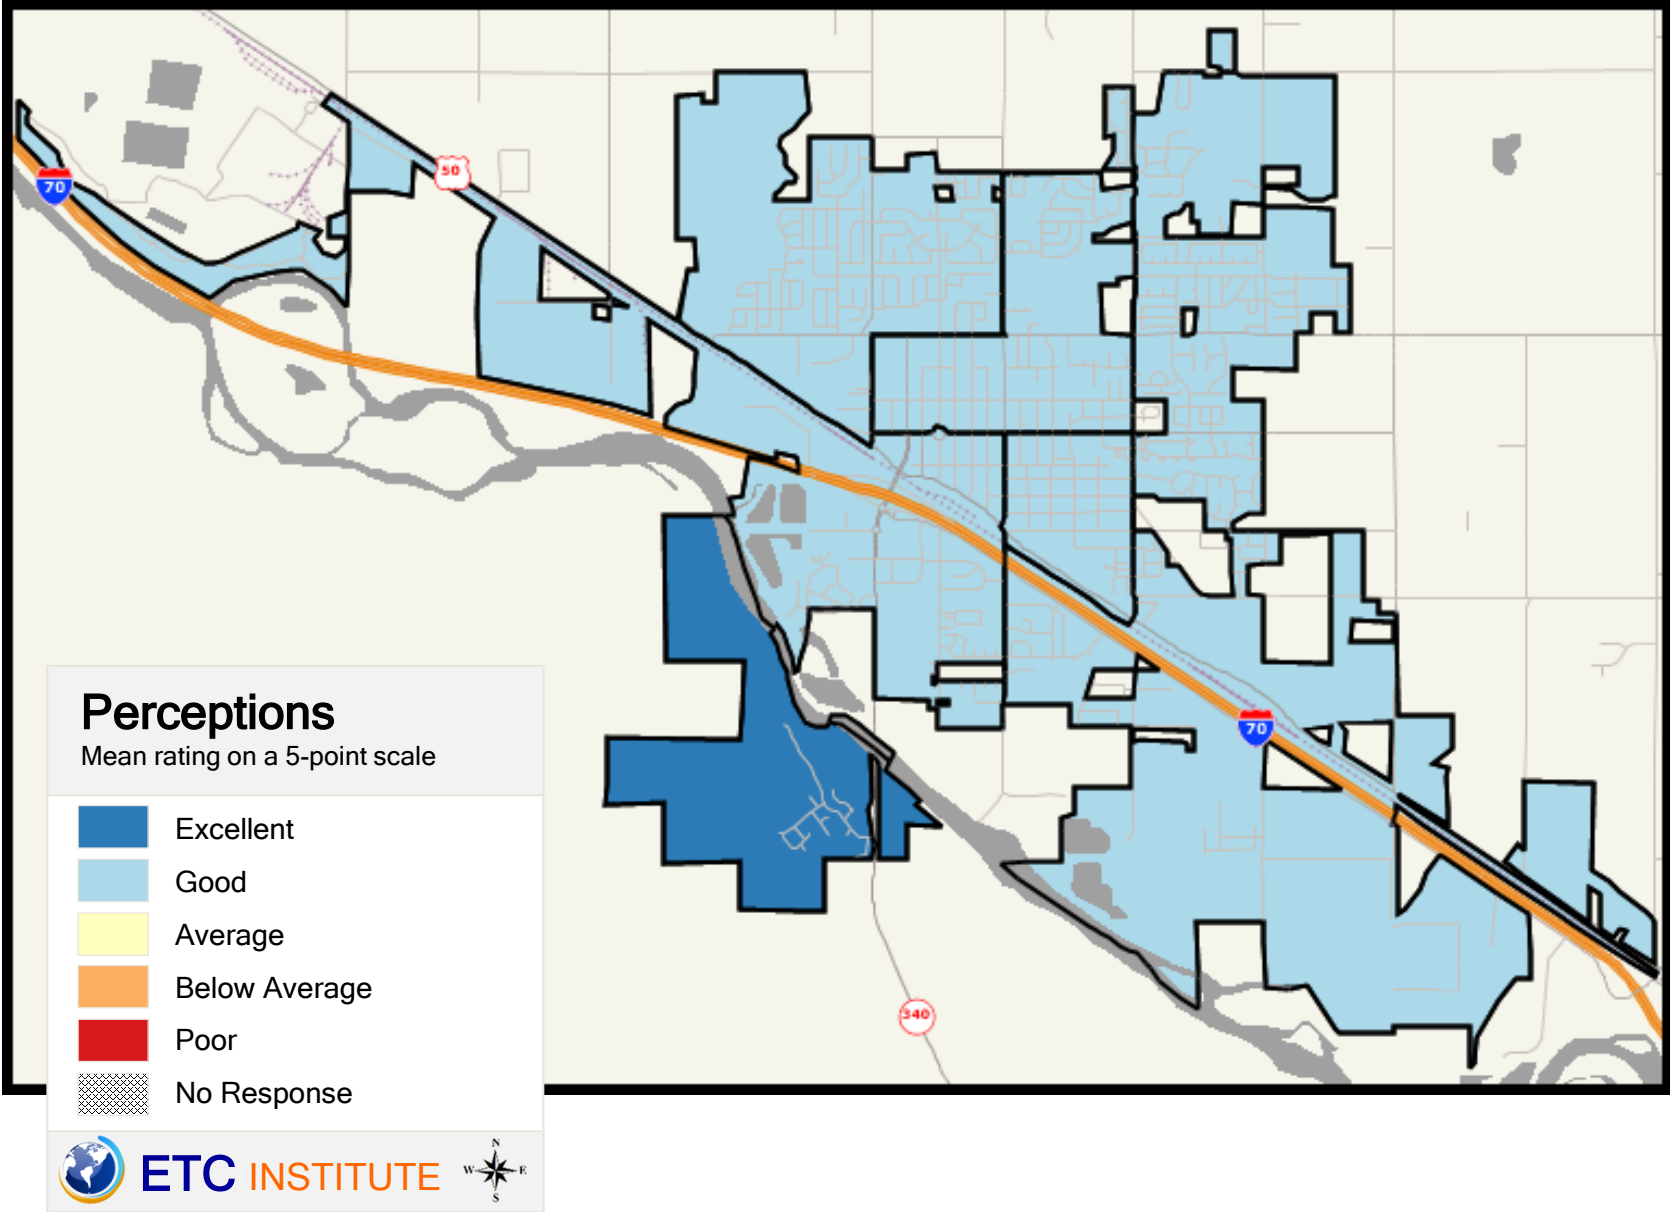 50
70
70
340
Perceptions
Mean rating on a 5-point scale
Excellent
Good
Average
Below Average
Poor
No Response
ETC INSTITUTE
N
W E
S